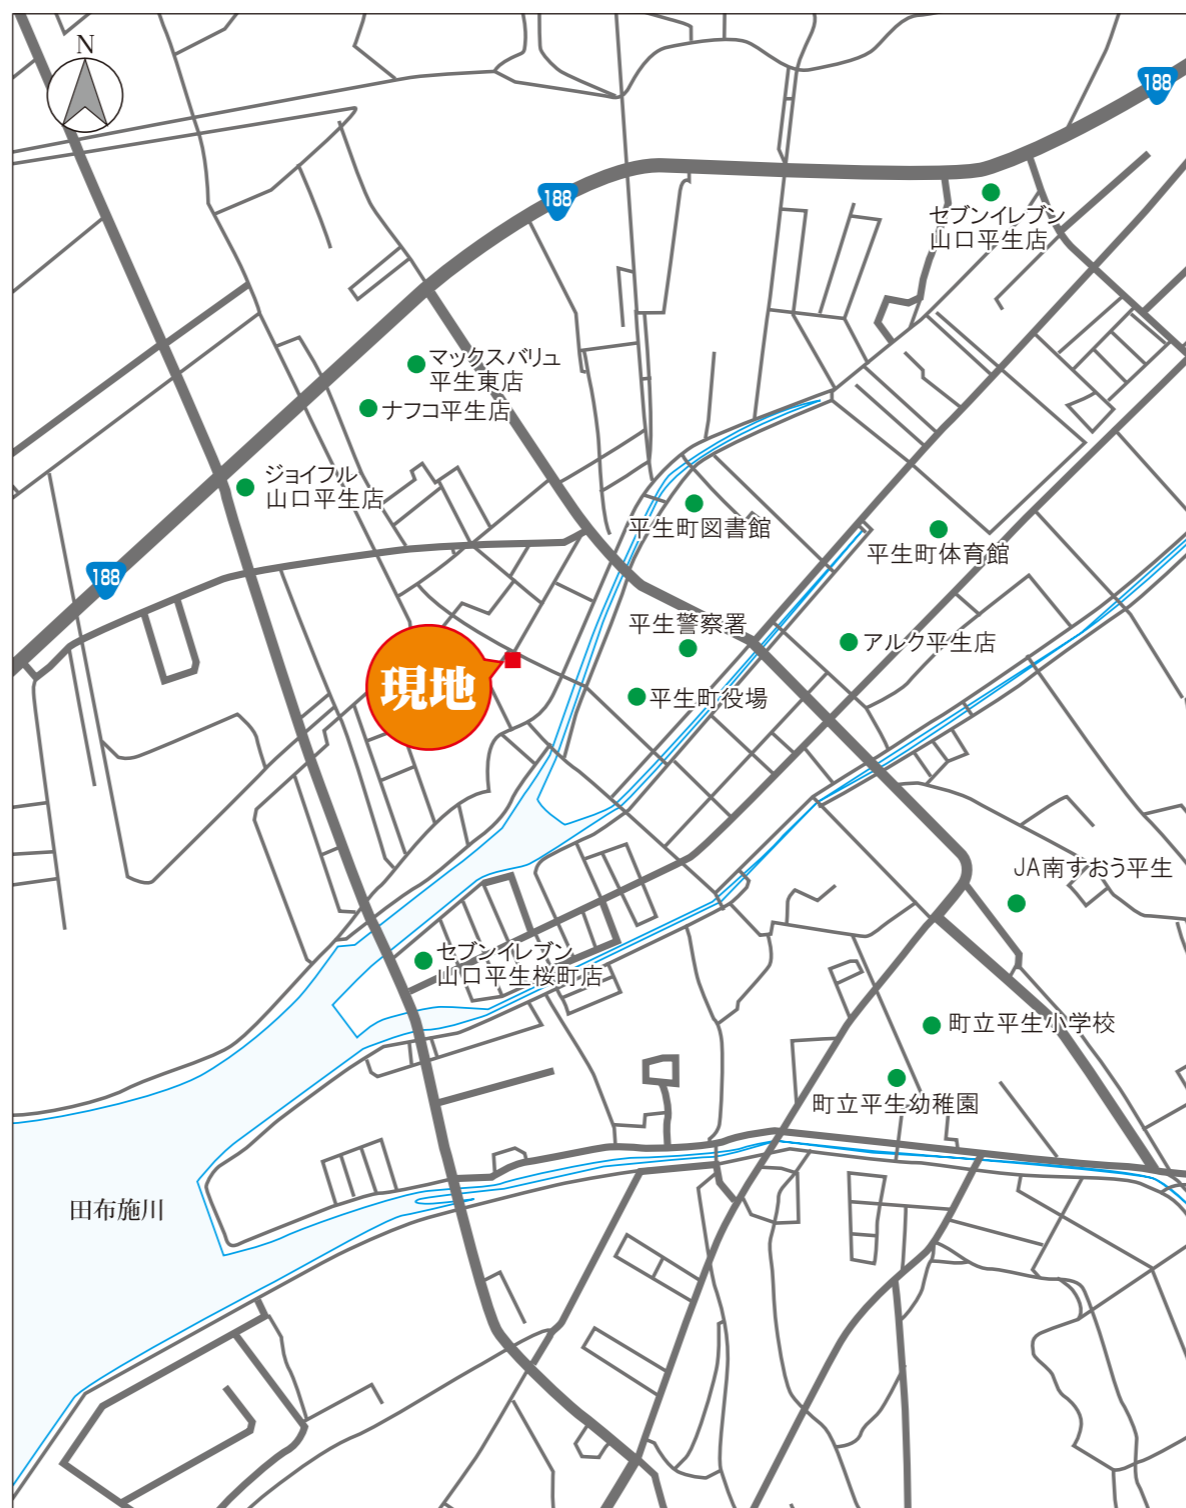 N
188
188
セブンイレブン
山口平生店
マックスバリュ
平生東店
ナフコ平生店
ジョイフル
山口平生店
平生町図書館
平生町体育館
188
平生警察署
アルク平生店
現地
平生町役場
JA南すおう平生
セブンイレブン
山口平生桜町店
町立平生小学校
町立平生幼稚園
田布施川